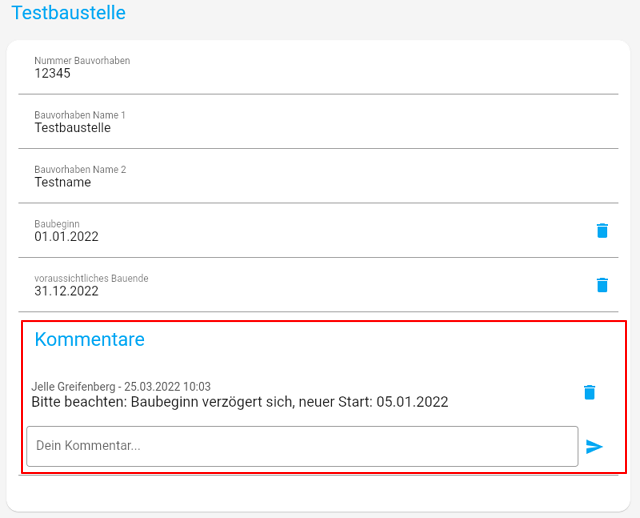 Testbaustelle
Nummer Bauvorhaben
12345
Bauvorhaben Name 1
Testbaustelle
Bauvorhaben Name 2
Testname
Baubeginn
01.01.2022
voraussichtliches Bauende
31.12.2022
Kommentare
Jelle Greifenberg - 25.03.2022 10:03
Bitte beachten: Baubeginn verzögert sich, neuer Start: 05.01.2022
Dein Kommentar...